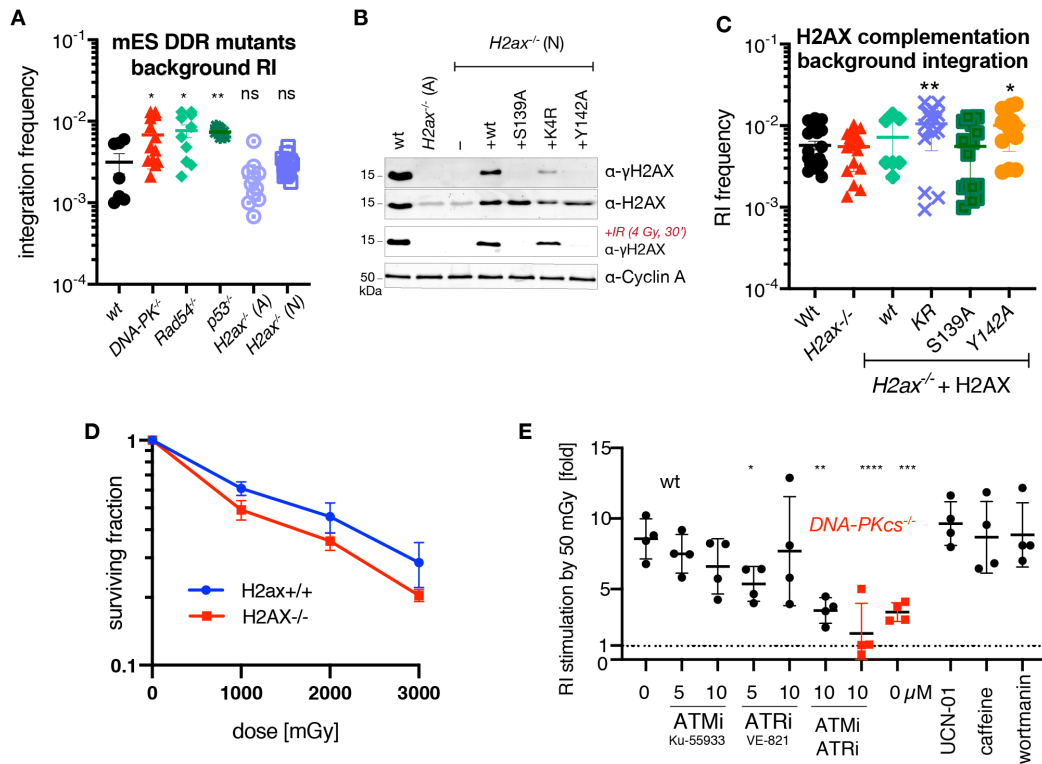 A
mES DDR mutants
background RI
integration frequency
10-1
10-2
10-3
10-4
* * ** ns ns
wt
DNA-PK-/-
Rad54-/-
p53-/-
H2ax-/- (A)
H2ax-/- (N)
B
H2ax-/- (N)
wt
H2ax-/- (A)
–
+wt
+S139A
+K4R
+Y142A
15
α-γH2AX
15
α-H2AX
+IR (4 Gy, 30')
15
α-γH2AX
50
α-Cyclin A
kDa
C
H2AX complementation
background integration
RI frequency
10-1
10-2
10-3
10-4
** *
Wt
H2ax-/-
wt
KR
S139A
Y142A
H2ax-/- + H2AX
D
surviving fraction
1
0.1
H2ax+/+
H2AX-/-
0 1000 2000 3000
dose [mGy]
E
RI stimulation by 50 mGy [fold]
15
10
5
1
0
wt
* ** **** ***
DNA-PKcs-/-
0 5 10 5 10 10 10 0 µM
ATMi
Ku-55933
ATRi
VE-821
ATMi
ATRi
UCN-01
caffeine
wortmanin